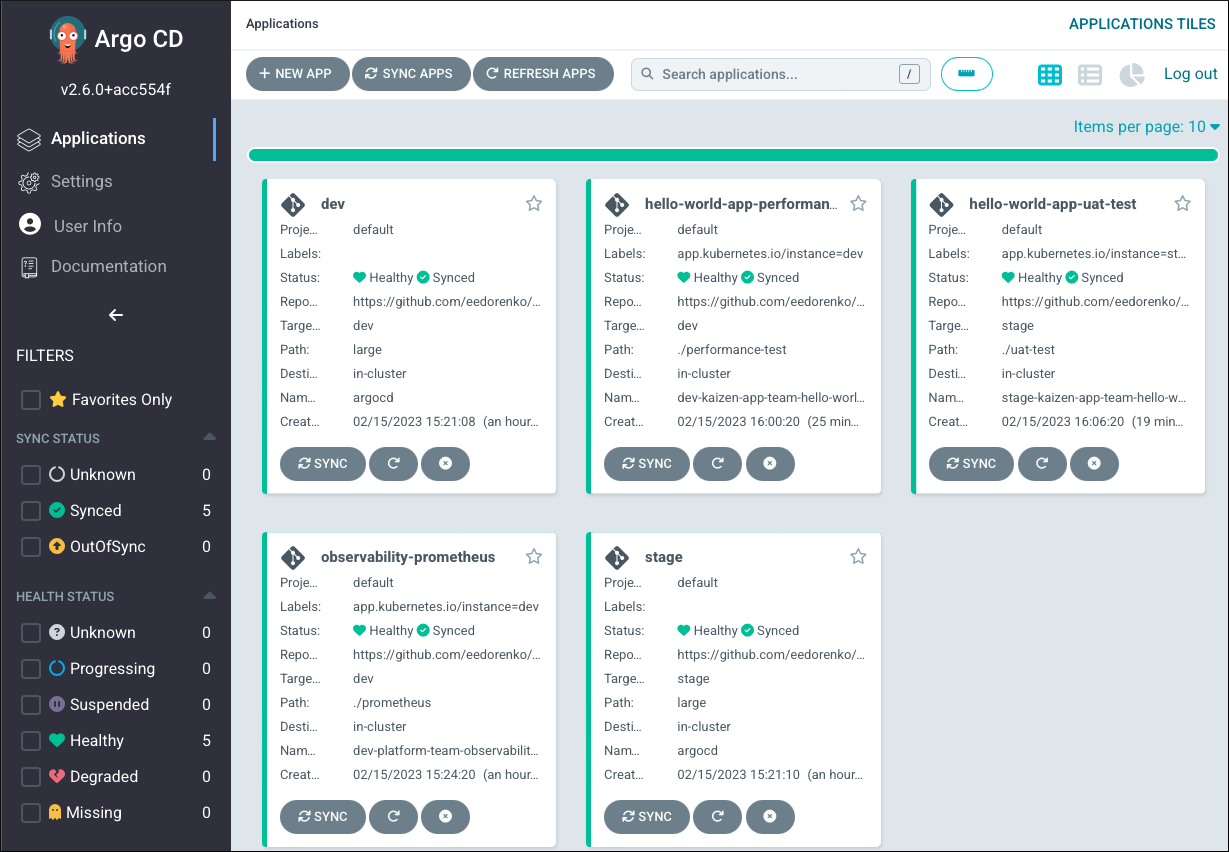 Argo CD
v2.6.0+acc554f
Applications
Settings
User Info
Documentation
FILTERS
Favorites Only
SYNC STATUS
Unknown 0
Synced 5
OutOfSync 0
HEALTH STATUS
Unknown 0
Progressing 0
Suspended 0
Healthy 5
Degraded 0
Missing 0
Applications
APPLICATIONS TILES
+ NEW APP
SYNC APPS
REFRESH APPS
Search applications...
/
Log out
Items per page: 10
dev
Proje... default
Labels:
Status: Healthy Synced
Repo... https://github.com/eedorenko/...
Targe... dev
Path: large
Desti... in-cluster
Nam... argocd
Creat... 02/15/2023 15:21:08 (an hour...
SYNC
hello-world-app-performan...
Proje... default
Labels: app.kubernetes.io/instance=dev
Status: Healthy Synced
Repo... https://github.com/eedorenko/...
Targe... dev
Path: ./performance-test
Desti... in-cluster
Nam... dev-kaizen-app-team-hello-worl...
Creat... 02/15/2023 16:00:20 (25 min...
SYNC
hello-world-app-uat-test
Proje... default
Labels: app.kubernetes.io/instance=st...
Status: Healthy Synced
Repo... https://github.com/eedorenko/...
Targe... stage
Path: ./uat-test
Desti... in-cluster
Nam... stage-kaizen-app-team-hello-w...
Creat... 02/15/2023 16:06:20 (19 min...
SYNC
observability-prometheus
Proje... default
Labels: app.kubernetes.io/instance=dev
Status: Healthy Synced
Repo... https://github.com/eedorenko/...
Targe... dev
Path: ./prometheus
Desti... in-cluster
Nam... dev-platform-team-observabilit...
Creat... 02/15/2023 15:24:20 (an hour...
SYNC
stage
Proje... default
Labels:
Status: Healthy Synced
Repo... https://github.com/eedorenko/...
Targe... stage
Path: large
Desti... in-cluster
Nam... argocd
Creat... 02/15/2023 15:21:10 (an hour...
SYNC